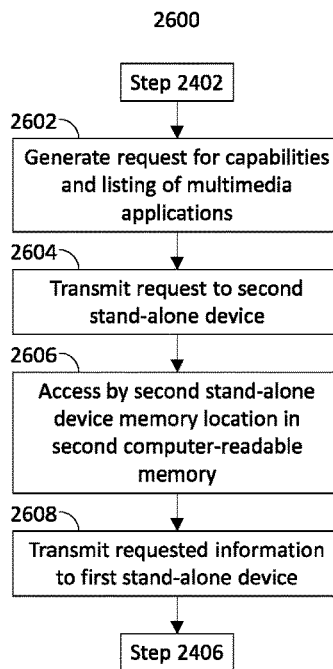 2600
Step 2402
2602
Generate request for capabilities
and listing of multimedia
applications
2604
Transmit request to second
stand-alone device
2606
Access by second stand-alone
device memory location in
second computer-readable
memory
2608
Transmit requested information
to first stand-alone device
Step 2406